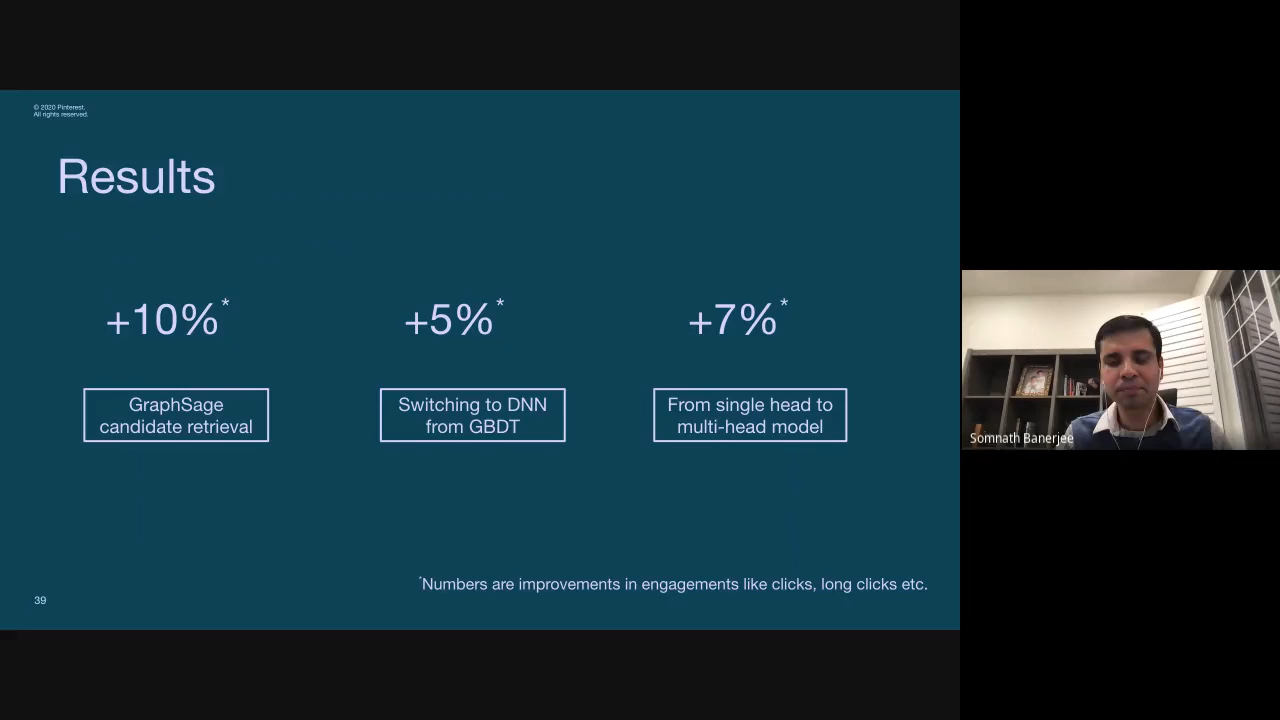 © 2020 Pinterest.
All rights reserved.
Results
+10%*
+5%*
+7%*
GraphSage
candidate retrieval
Switching to DNN
from GBDT
From single head to
multi-head model
*Numbers are improvements in engagements like clicks, long clicks etc.
39
Somnath Banerjee